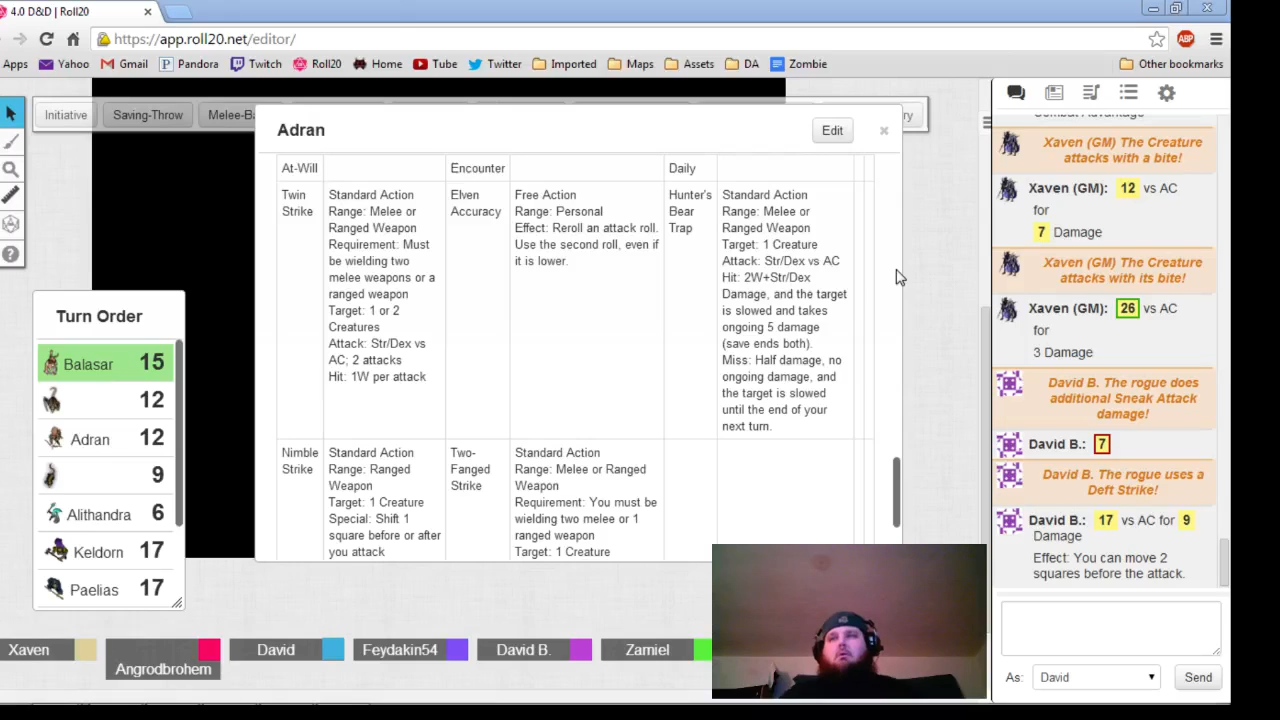 4.0 D&D | Roll20
https://app.roll20.net/editor/
Apps Yahoo Gmail Pandora Twitch Roll20 Home Tube Twitter Imported Maps Assets DA Zombie Other bookmarks
Initiative Saving-Throw Melee-Ba
Adran
Edit
At-Will Encounter Daily
Twin
Strike
Standard Action
Range: Melee or
Ranged Weapon
Requirement: Must
be wielding two
melee weapons or a
ranged weapon
Target: 1 or 2
Creatures
Attack: Str/Dex vs
AC; 2 attacks
Hit: 1W per attack
Elven
Accuracy
Free Action
Range: Personal
Effect: Reroll an attack roll.
Use the second roll, even if
it is lower.
Hunter's
Bear
Trap
Standard Action
Range: Melee or
Ranged Weapon
Target: 1 Creature
Attack: Str/Dex vs AC
Hit: 2W+Str/Dex
Damage, and the target
is slowed and takes
ongoing 5 damage
(save ends both).
Miss: Half damage, no
ongoing damage, and
the target is slowed
until the end of your
next turn.
Nimble
Strike
Standard Action
Range: Ranged
Weapon
Target: 1 Creature
Special: Shift 1
square before or after
you attack
Two-
Fanged
Strike
Standard Action
Range: Melee or Ranged
Weapon
Requirement: You must be
wielding two melee or 1
ranged weapon
Target: 1 Creature
Turn Order
Balasar 15
12
Adran 12
9
Alithandra 6
Keldorn 17
Paelias 17
Xaven
Angrodbrohem
David
Feydakin54
David B.
Zamiel
Xaven (GM) The Creature
attacks with a bite!
Xaven (GM): 12 vs AC
for
7 Damage
Xaven (GM) The Creature
attacks with its bite!
Xaven (GM): 26 vs AC
for
3 Damage
David B. The rogue does
additional Sneak Attack
damage!
David B.: 7
David B. The rogue uses a
Deft Strike!
David B.: 17 vs AC for 9
Damage
Effect: You can move 2
squares before the attack.
As: David Send